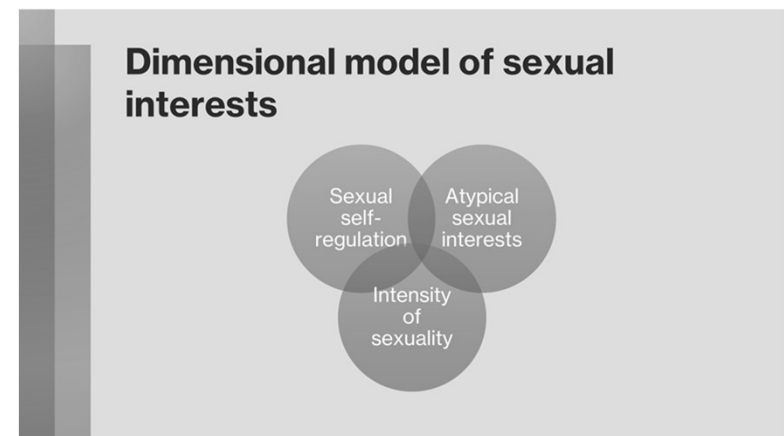 Dimensional model of sexual
interests
Sexual
self-
regulation
Atypical
sexual
interests
Intensity
of
sexuality